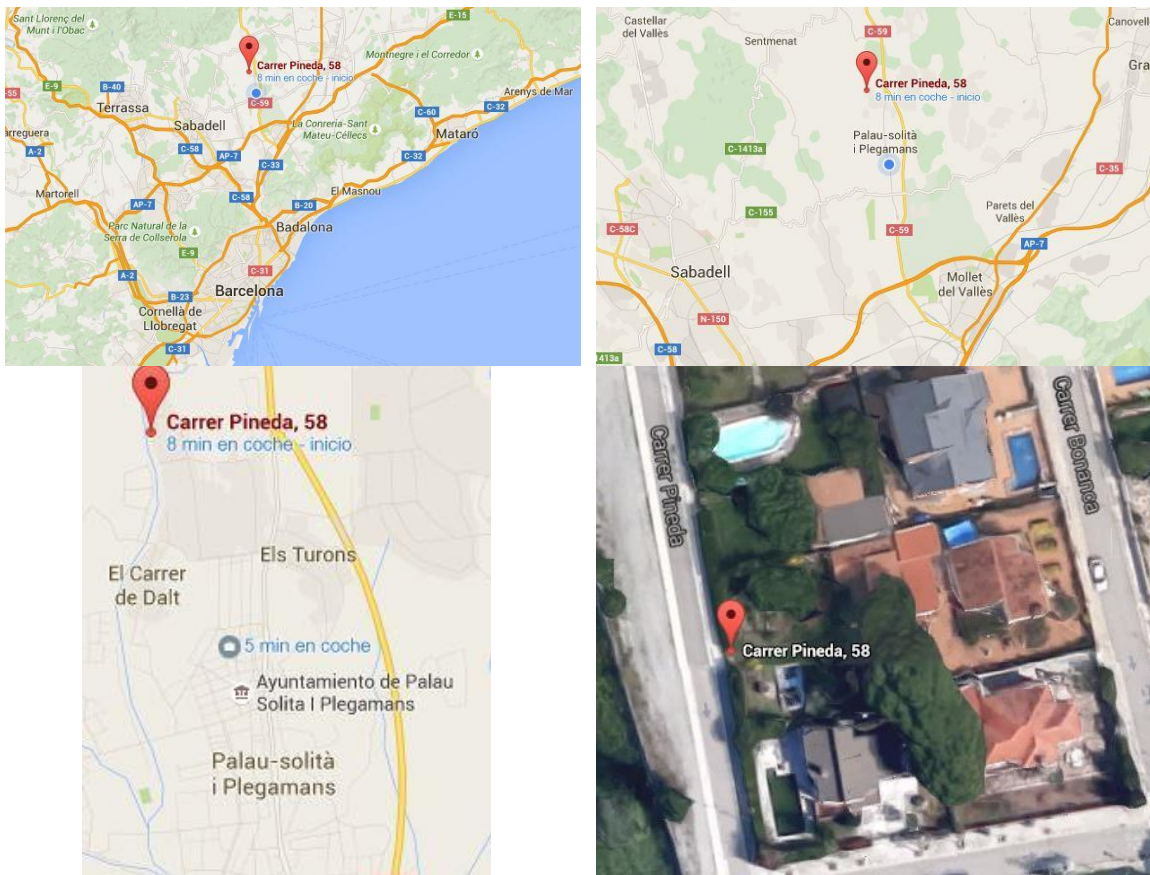 Sant Llorenç del
Munt i l'Obac
E-15
Carrer Pineda, 58
8 min en coche - inicio
Montnegre i el Corredor
E-9
B-40
Arenys de Mar
Terrassa
C-59
C-60
C-32
Sabadell
La Conreria-Sant
Mateu-Céllecs
Mataró
A-2
C-58
AP-7
C-33
C-32
Martorell
El Masnou
AP-7
C-58
B-20
Parc Natural de la
Serra de Collserola
Badalona
E-9
A-2
C-31
B-23
Barcelona
Cornellà de
Llobregat
C-31
Castellar
del Vallès
Sentmenat
C-59
Canovell
Gra
Carrer Pineda, 58
8 min en coche - inicio
Palau-solità
i Plegamans
C-1413a
C-35
C-155
Parets del
Vallès
C-58C
C-59
AP-7
Sabadell
Mollet
del Vallès
N-150
C-58
1413a
Carrer Pineda, 58
8 min en coche - inicio
Els Turons
El Carrer
de Dalt
5 min en coche
Ayuntamiento de Palau
Solita I Plegamans
Palau-solità
i Plegamans
Carrer Pineda
Carrer Bonança
Carrer Pineda, 58